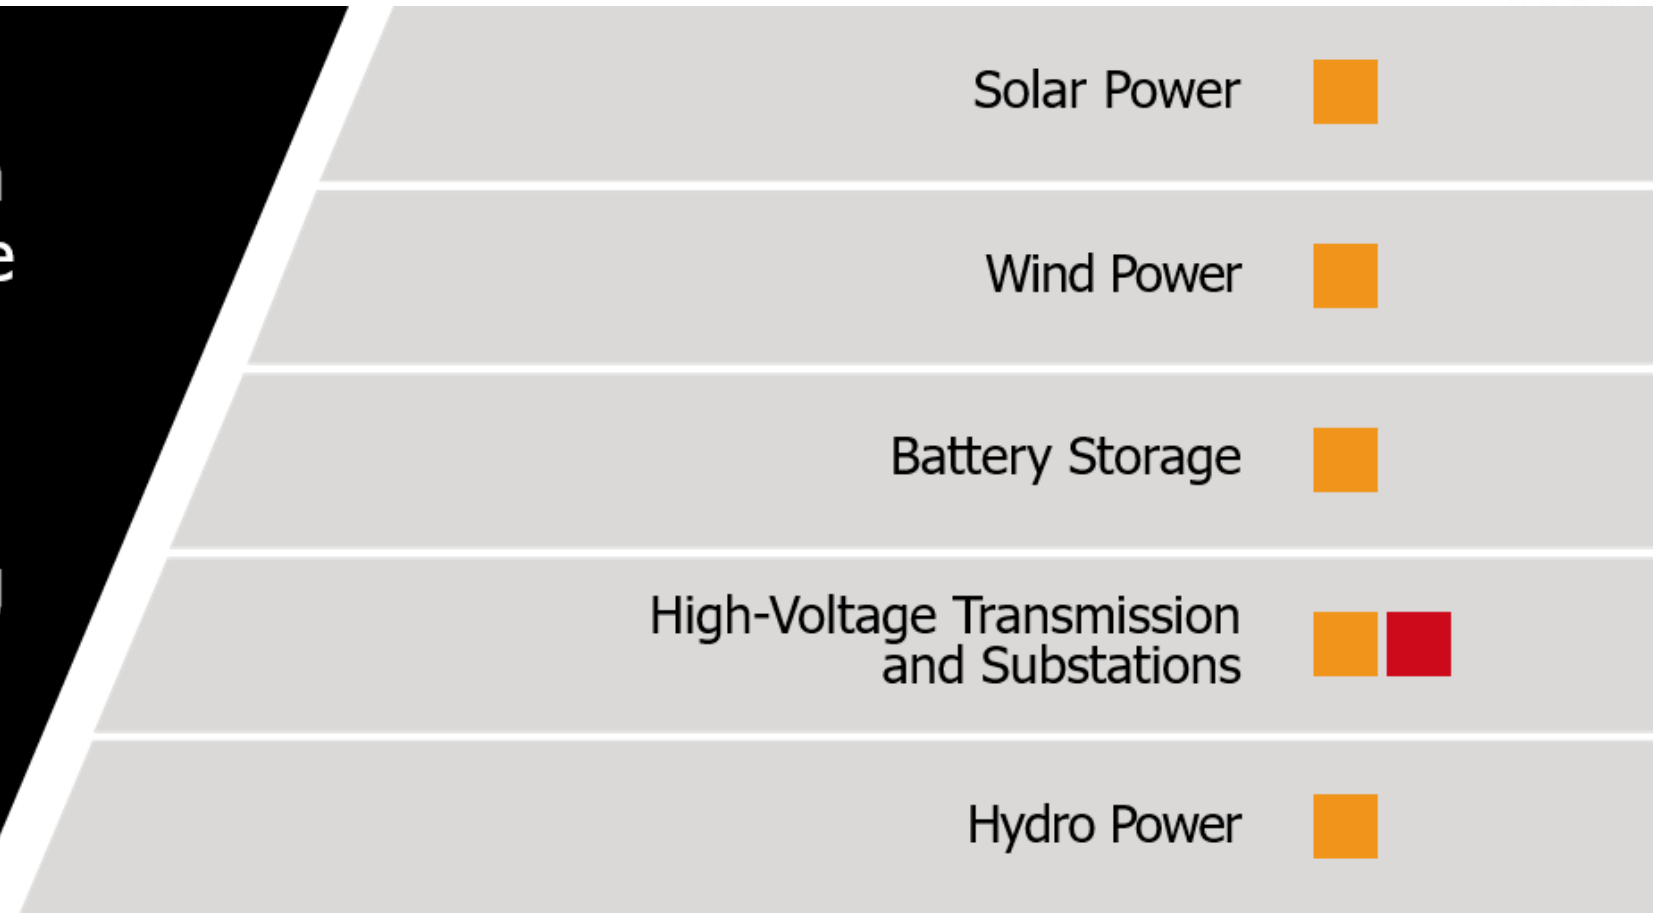 Solar Power
Wind Power
Battery Storage
High-Voltage Transmission
and Substations
Hydro Power